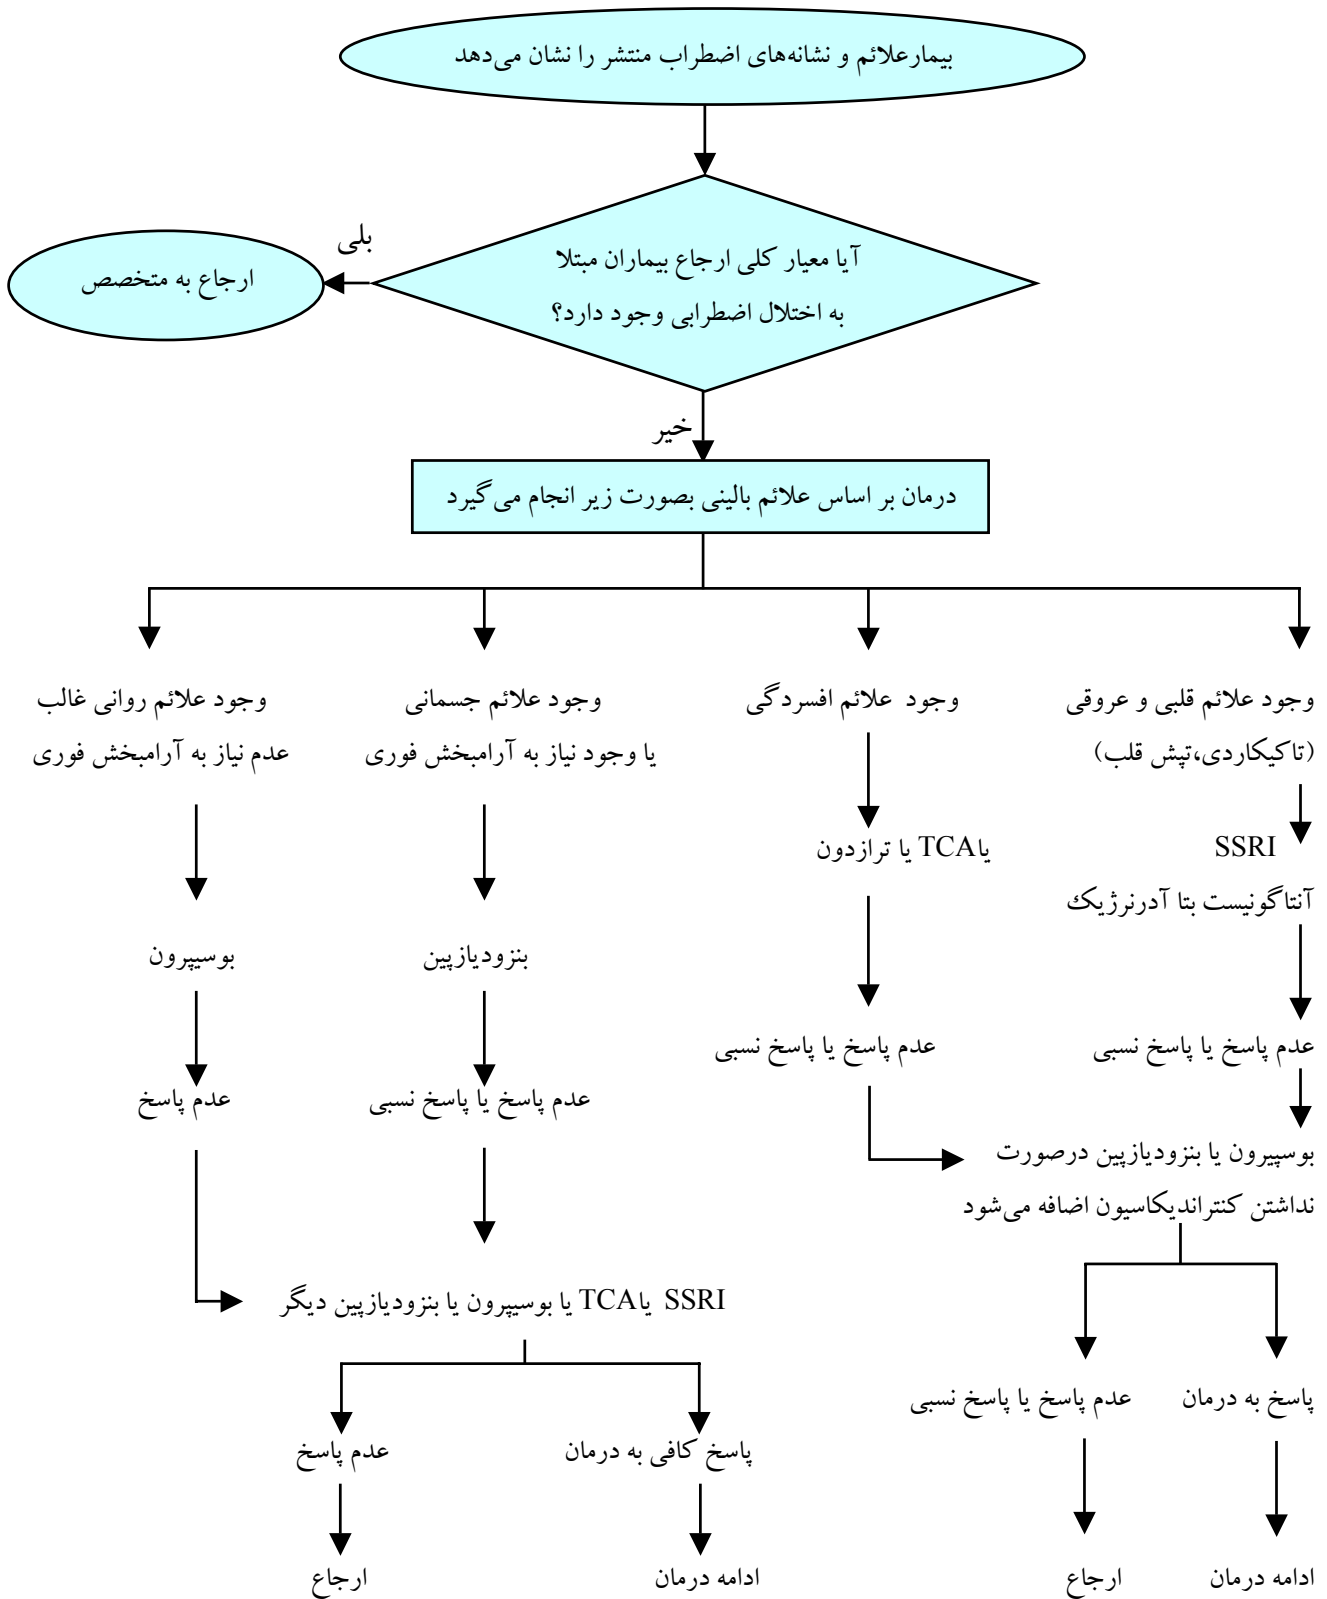 بیمارعلائم و نشانه‌های اضطراب منتشر را نشان می‌دهد
آیا معیار کلی ارجاع بیماران مبتلا
به اختلال اضطرابی وجود دارد؟
بلی
ارجاع به متخصص
خیر
درمان بر اساس علائم بالینی بصورت زیر انجام می‌گیرد
وجود علائم قلبی و عروقی
(تاکیکاردی،تپش قلب)
وجود علائم افسردگی
وجود علائم جسمانی
یا وجود نیاز به آرامبخش فوری
وجود علائم روانی غالب
عدم نیاز به آرامبخش فوری
SSRI
آنتاگونیست بتا آدرنرژیک
یاTCA یا ترازدون
بنزودیازپین
بوسپیرون
عدم پاسخ یا پاسخ نسبی
عدم پاسخ یا پاسخ نسبی
عدم پاسخ یا پاسخ نسبی
عدم پاسخ
بوسپیرون یا بنزودیازپین درصورت
نداشتن کنتراندیکاسیون اضافه می‌شود
SSRI یاTCA یا بوسپیرون یا بنزودیازپین دیگر
پاسخ به درمان
عدم پاسخ یا پاسخ نسبی
پاسخ کافی به درمان
عدم پاسخ
ادامه درمان
ارجاع
ادامه درمان
ارجاع